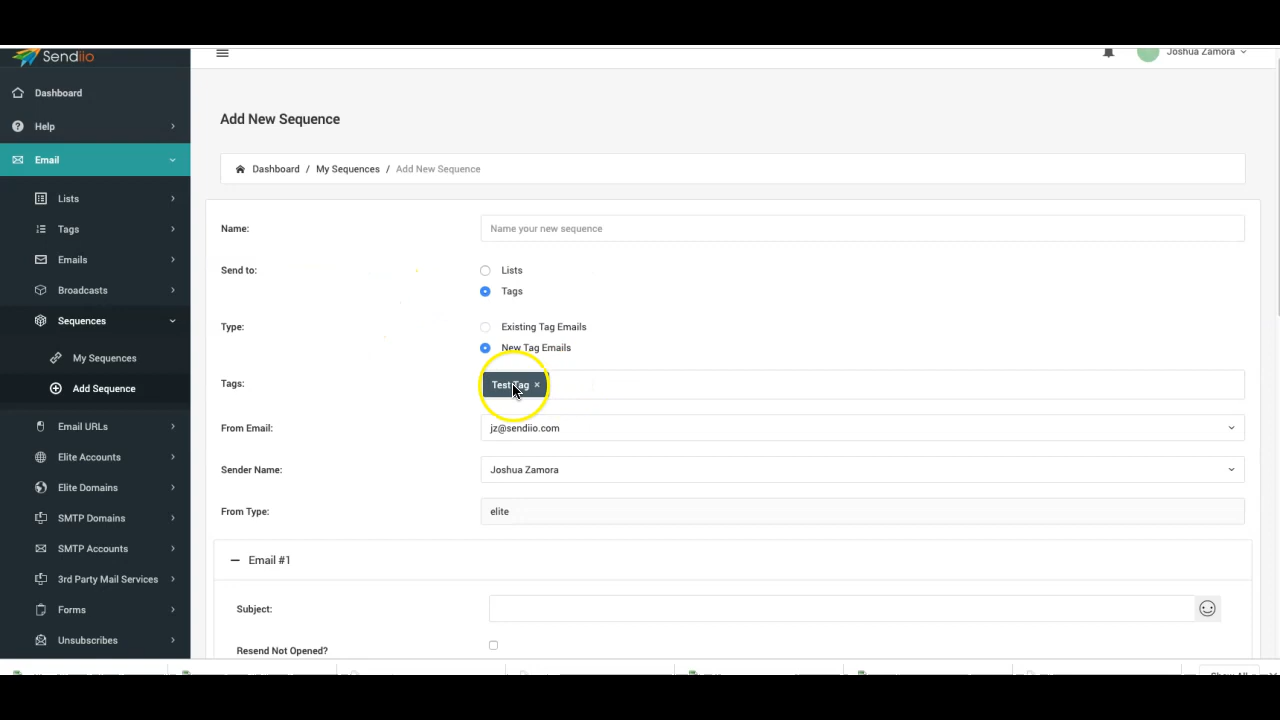 Sendiio
Joshua Zamora
Dashboard
Help
Email
Lists
Tags
Emails
Broadcasts
Sequences
My Sequences
Add Sequence
Email URLs
Elite Accounts
Elite Domains
SMTP Domains
SMTP Accounts
3rd Party Mail Services
Forms
Unsubscribes
Add New Sequence
Dashboard / My Sequences / Add New Sequence
Name: Name your new sequence
Send to: Lists
Tags
Type: Existing Tag Emails
New Tag Emails
Tags: Test Tag ×
From Email: jz@sendiio.com
Sender Name: Joshua Zamora
From Type: elite
Email #1
Subject:
Resend Not Opened?